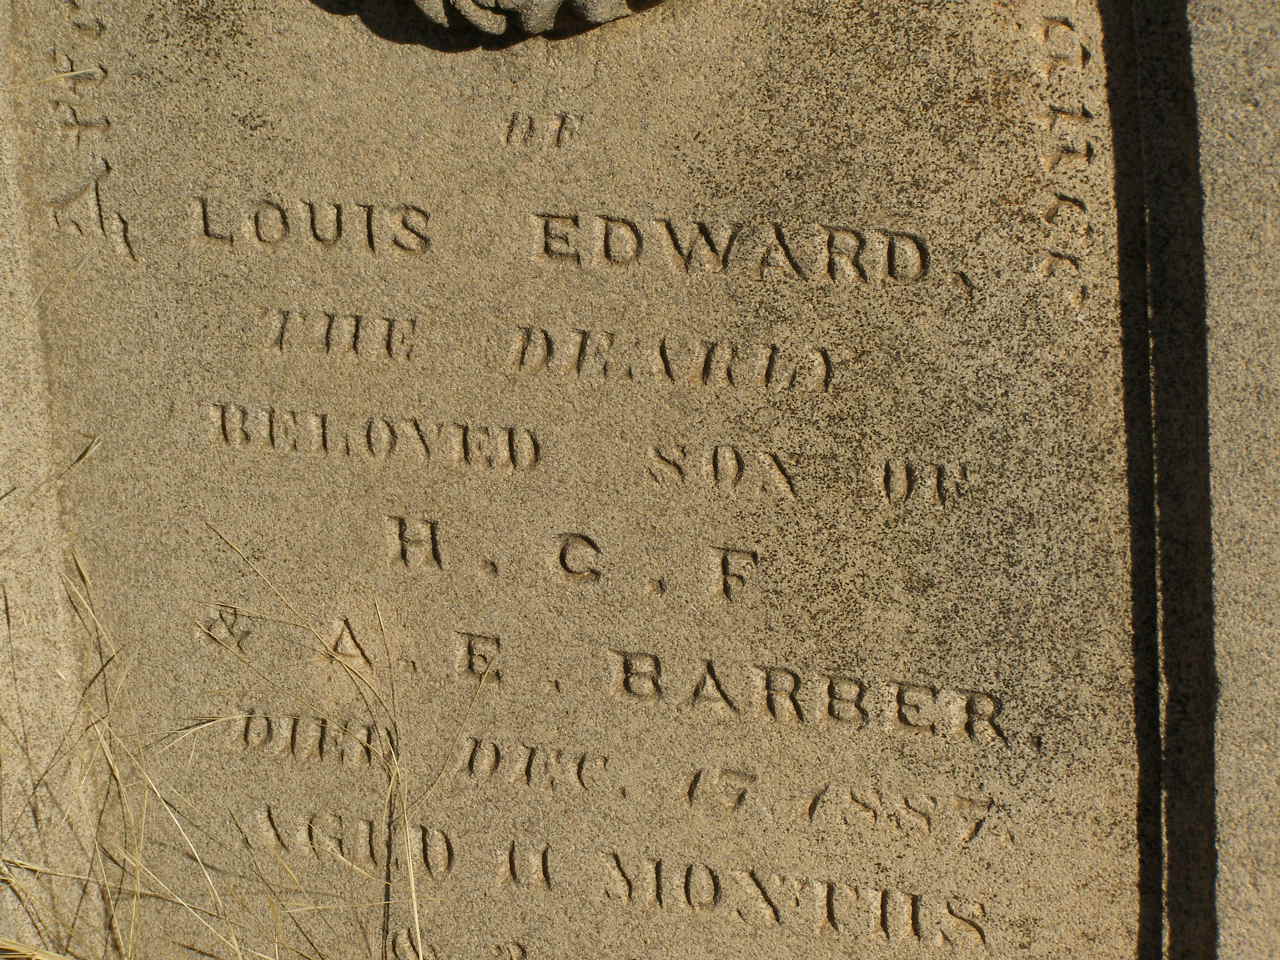 OF
LOUIS EDWARD,
THE DEARLY
BELOVED SON OF
H. C. F
& A. E. BARBER,
DIED DEC. 17 1887.
AGED 11 MONTHS